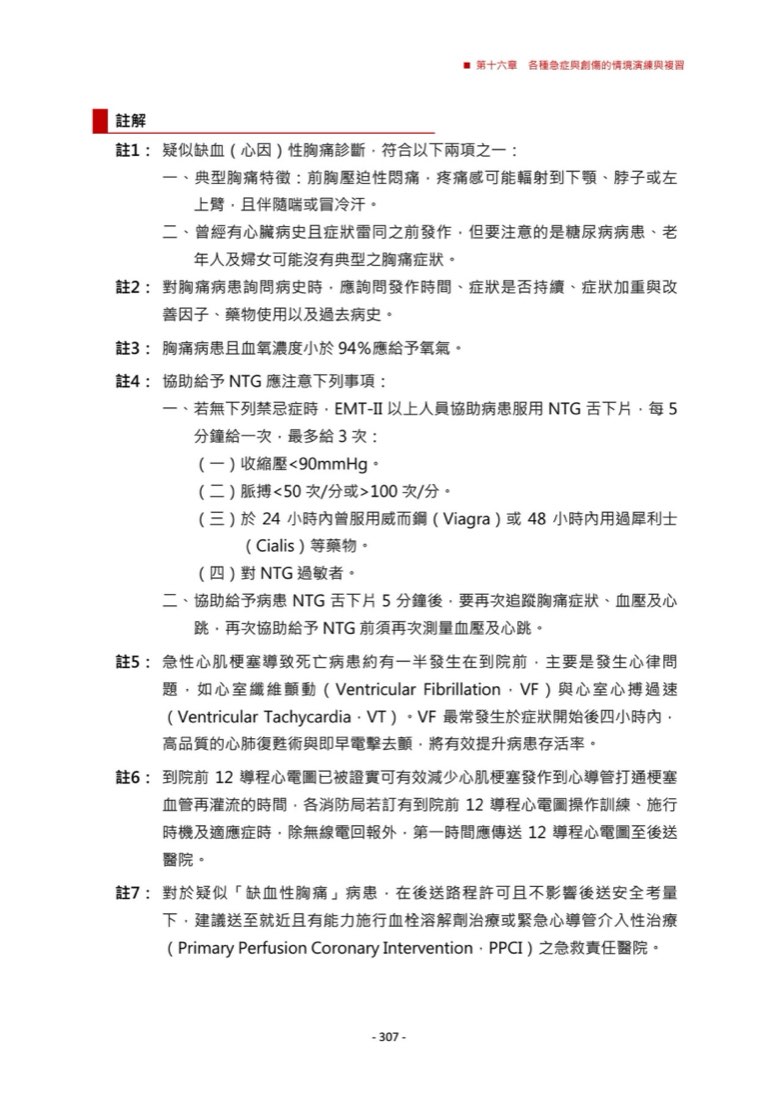 ■ 第十六章 各種急症與創傷的情境演練與複習
註解
註1：疑似缺血（心因）性胸痛診斷，符合以下兩項之一：
一、典型胸痛特徵：前胸壓迫性悶痛，疼痛感可能輻射到下顎、脖子或左
上臂，且伴隨喘或冒冷汗。
二、曾經有心臟病史且症狀雷同之前發作，但要注意的是糖尿病病患、老
年人及婦女可能沒有典型之胸痛症狀。
註2：對胸痛病患詢問病史時，應詢問發作時間、症狀是否持續、症狀加重與改
善因子、藥物使用以及過去病史。
註3：胸痛病患且血氧濃度小於 94%應給予氧氣。
註4：協助給予 NTG 應注意下列事項：
一、若無下列禁忌症時，EMT-II 以上人員協助病患服用 NTG 舌下片，每 5
分鐘給一次，最多給 3 次：
（一）收縮壓<90mmHg。
（二）脈搏<50 次/分或>100 次/分。
（三）於 24 小時內曾服用威而鋼（Viagra）或 48 小時內用過犀利士
（Cialis）等藥物。
（四）對 NTG 過敏者。
二、協助給予病患 NTG 舌下片 5 分鐘後，要再次追蹤胸痛症狀、血壓及心
跳，再次協助給予 NTG 前須再次測量血壓及心跳。
註5：急性心肌梗塞導致死亡病患約有一半發生在到院前，主要是發生心律問
題，如心室纖維顫動（Ventricular Fibrillation，VF）與心室心搏過速
（Ventricular Tachycardia，VT）。VF 最常發生於症狀開始後四小時內，
高品質的心肺復甦術與即早電擊去顫，將有效提升病患存活率。
註6：到院前 12 導程心電圖已被證實可有效減少心肌梗塞發作到心導管打通梗塞
血管再灌流的時間，各消防局若訂有到院前 12 導程心電圖操作訓練、施行
時機及適應症時，除無線電回報外，第一時間應傳送 12 導程心電圖至後送
醫院。
註7：對於疑似「缺血性胸痛」病患，在後送路程許可且不影響後送安全考量
下，建議送至就近且有能力施行血栓溶解劑治療或緊急心導管介入性治療
（Primary Perfusion Coronary Intervention，PPCI）之急救責任醫院。
- 307 -